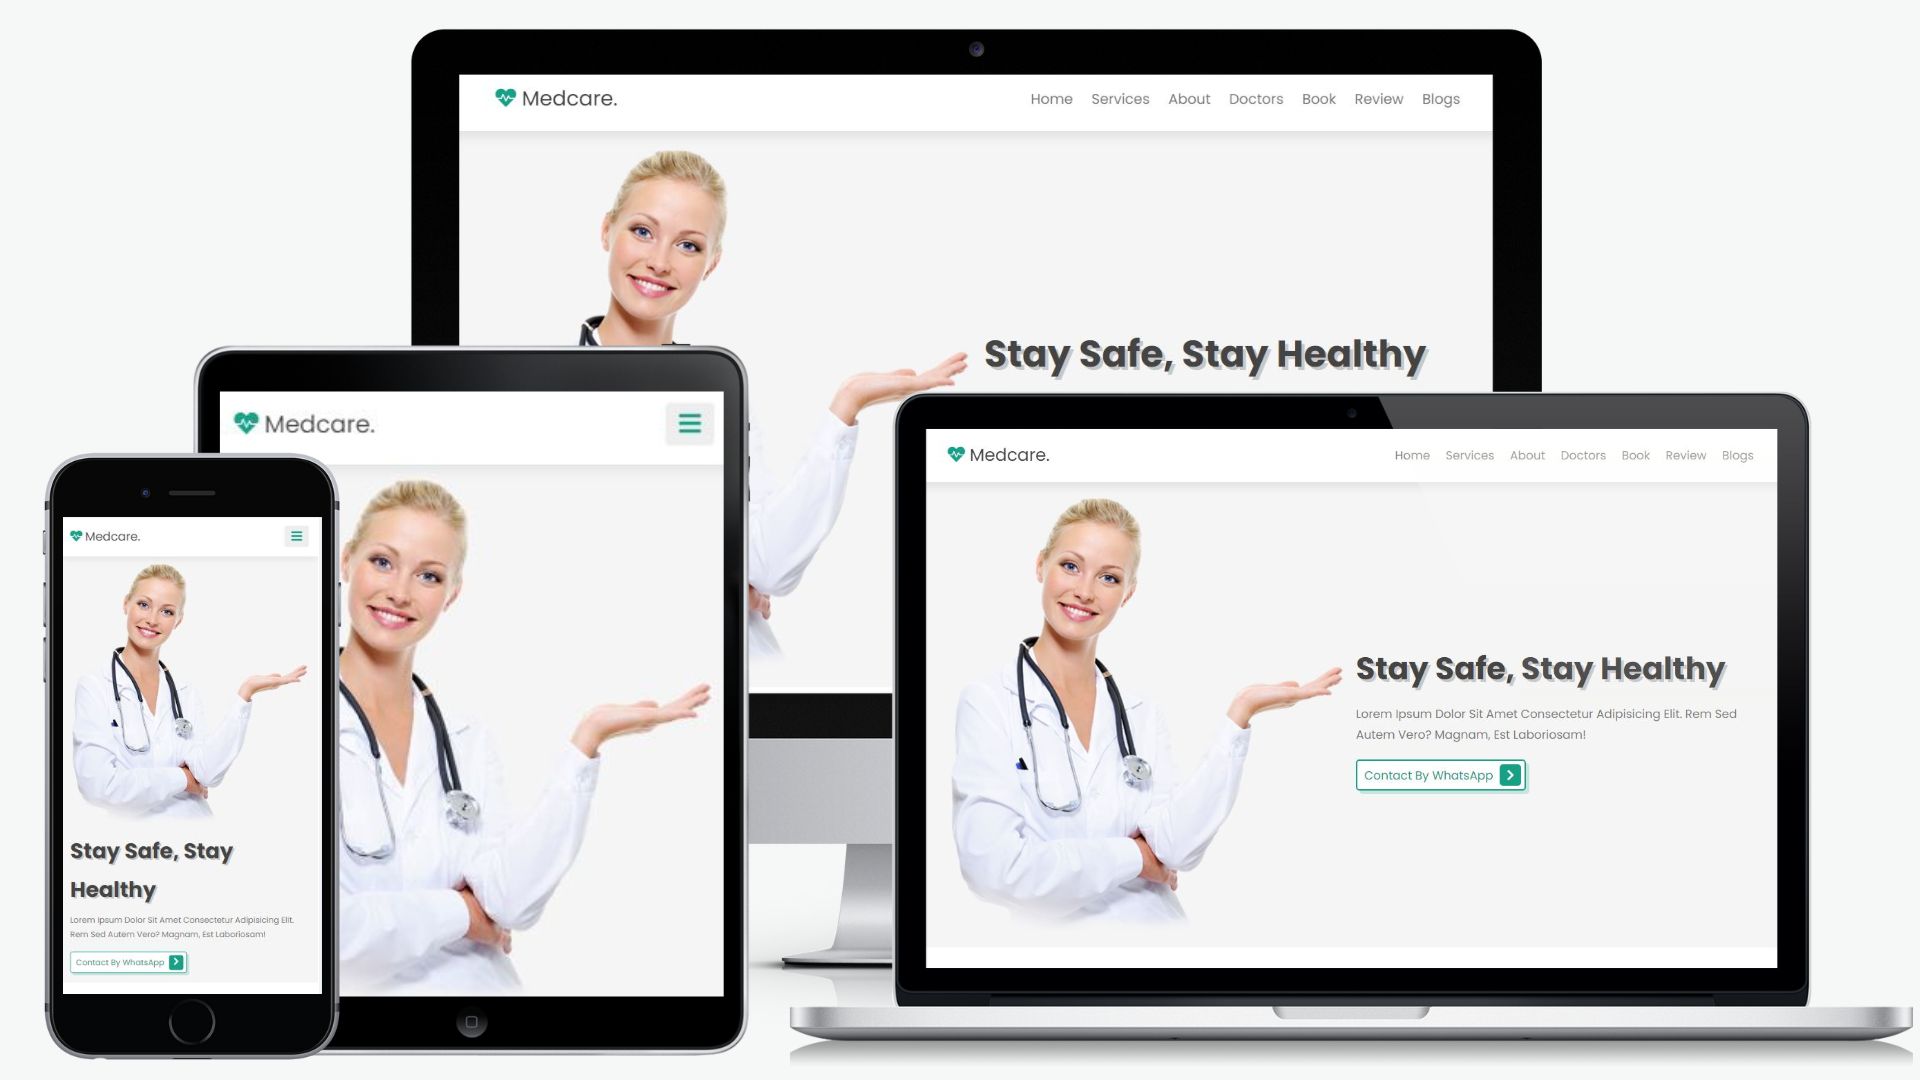 Medcare.
Home Services About Doctors Book Review Blogs
Stay Safe, Stay Healthy
Medcare.
Medcare.
Home Services About Doctors Book Review Blogs
Stay Safe, Stay Healthy
Lorem Ipsum Dolor Sit Amet Consectetur Adipisicing Elit. Rem Sed
Autem Vero? Magnam, Est Laboriosam!
Contact By WhatsApp
Medcare.
Stay Safe, Stay
Healthy
Lorem Ipsum Dolor Sit Amet Consectetur Adipisicing Elit.
Rem Sed Autem Vero? Magnam, Est Laboriosam!
Contact By WhatsApp